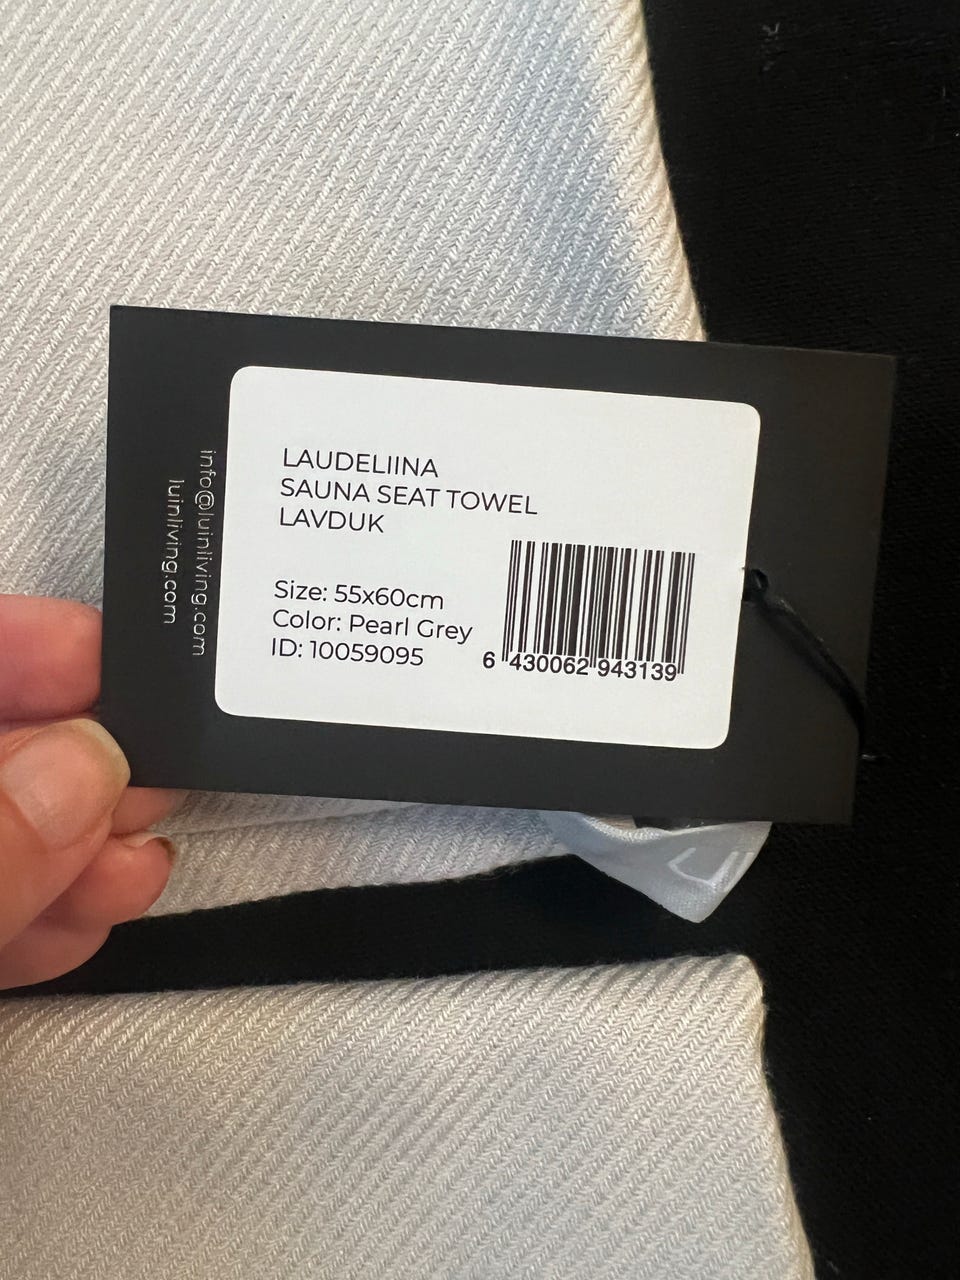 LAUDELIINA
SAUNA SEAT TOWEL
LAVDUK
Size: 55x60cm
Color: Pearl Grey
ID: 10059095
6 430062 943139
info@luinliving.com
luinliving.com